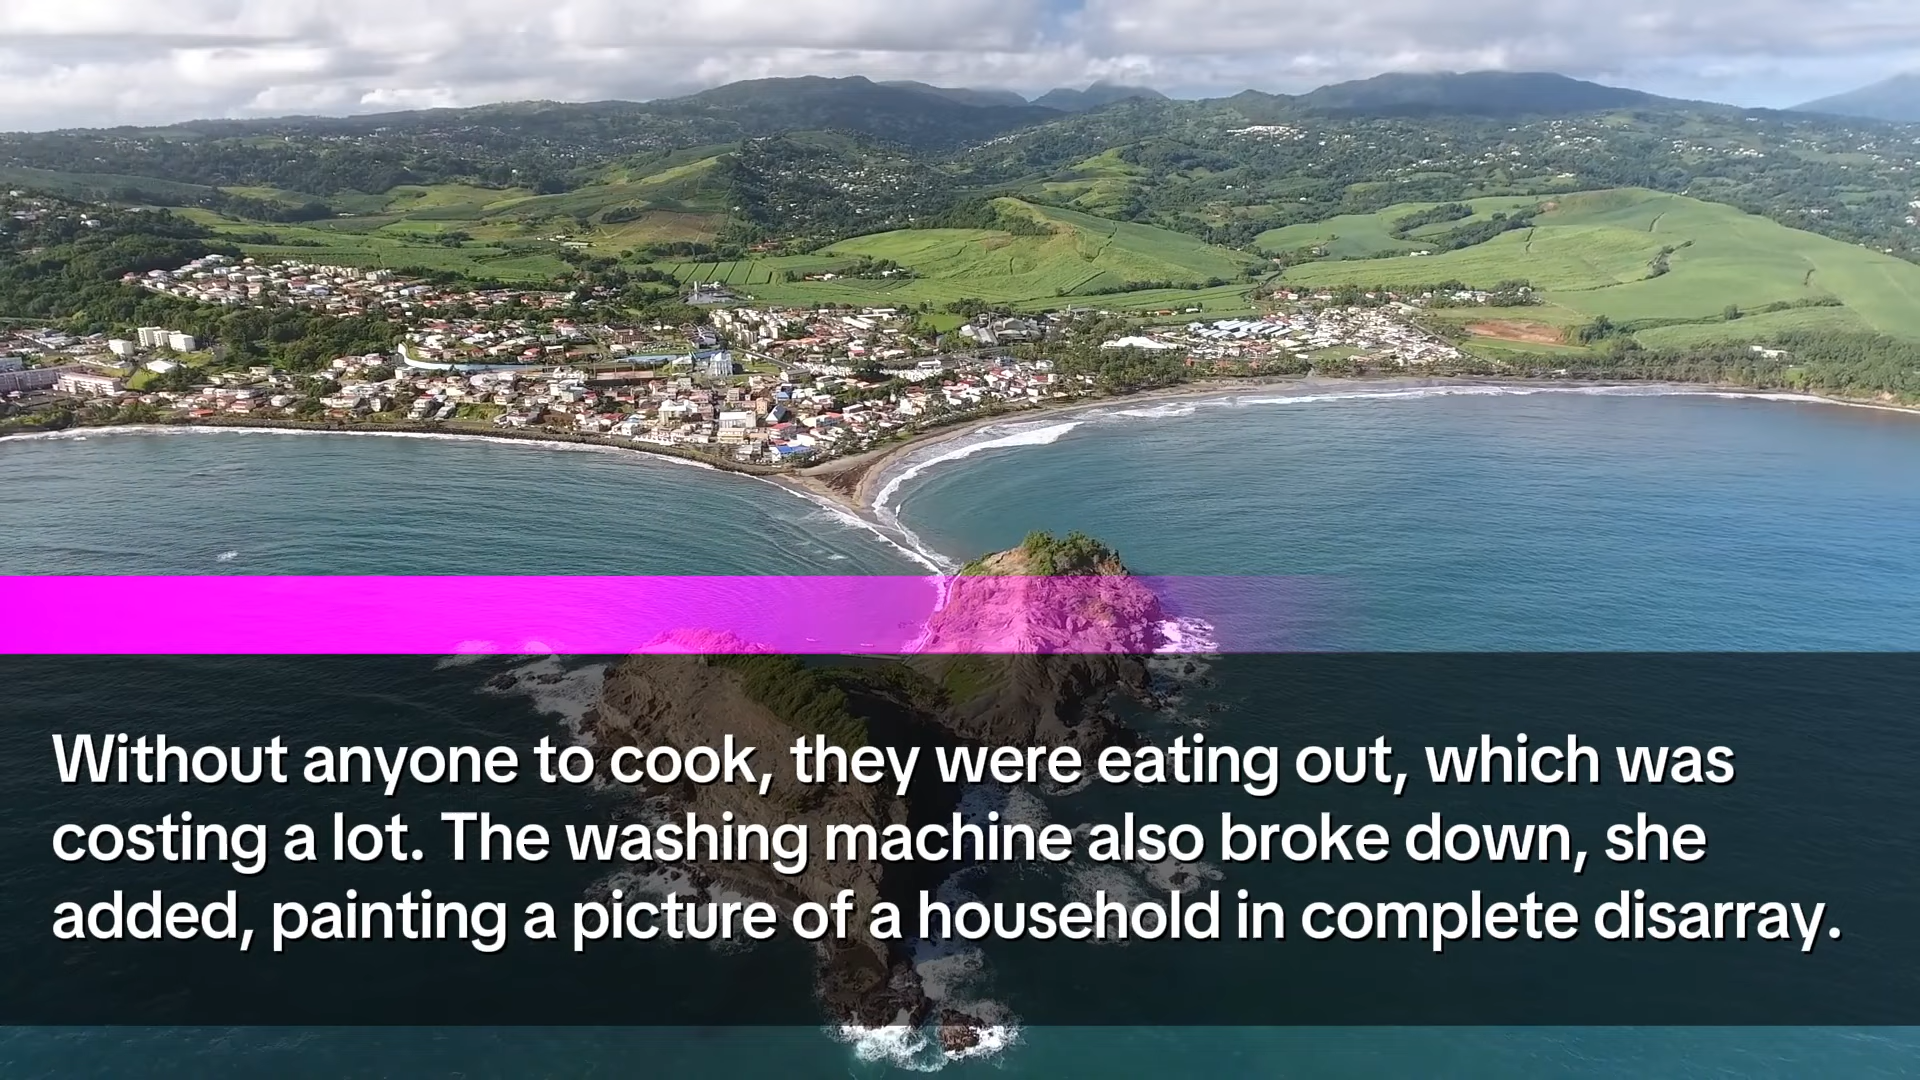 Without anyone to cook, they were eating out, which was
costing a lot. The washing machine also broke down, she
added, painting a picture of a household in complete disarray.